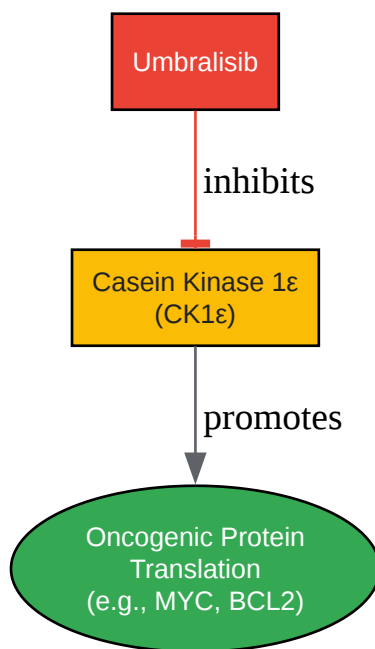 Umbralisib
inhibits
Casein Kinase 1ε
(CK1ε)
promotes
Oncogenic Protein
Translation
(e.g., MYC, BCL2)